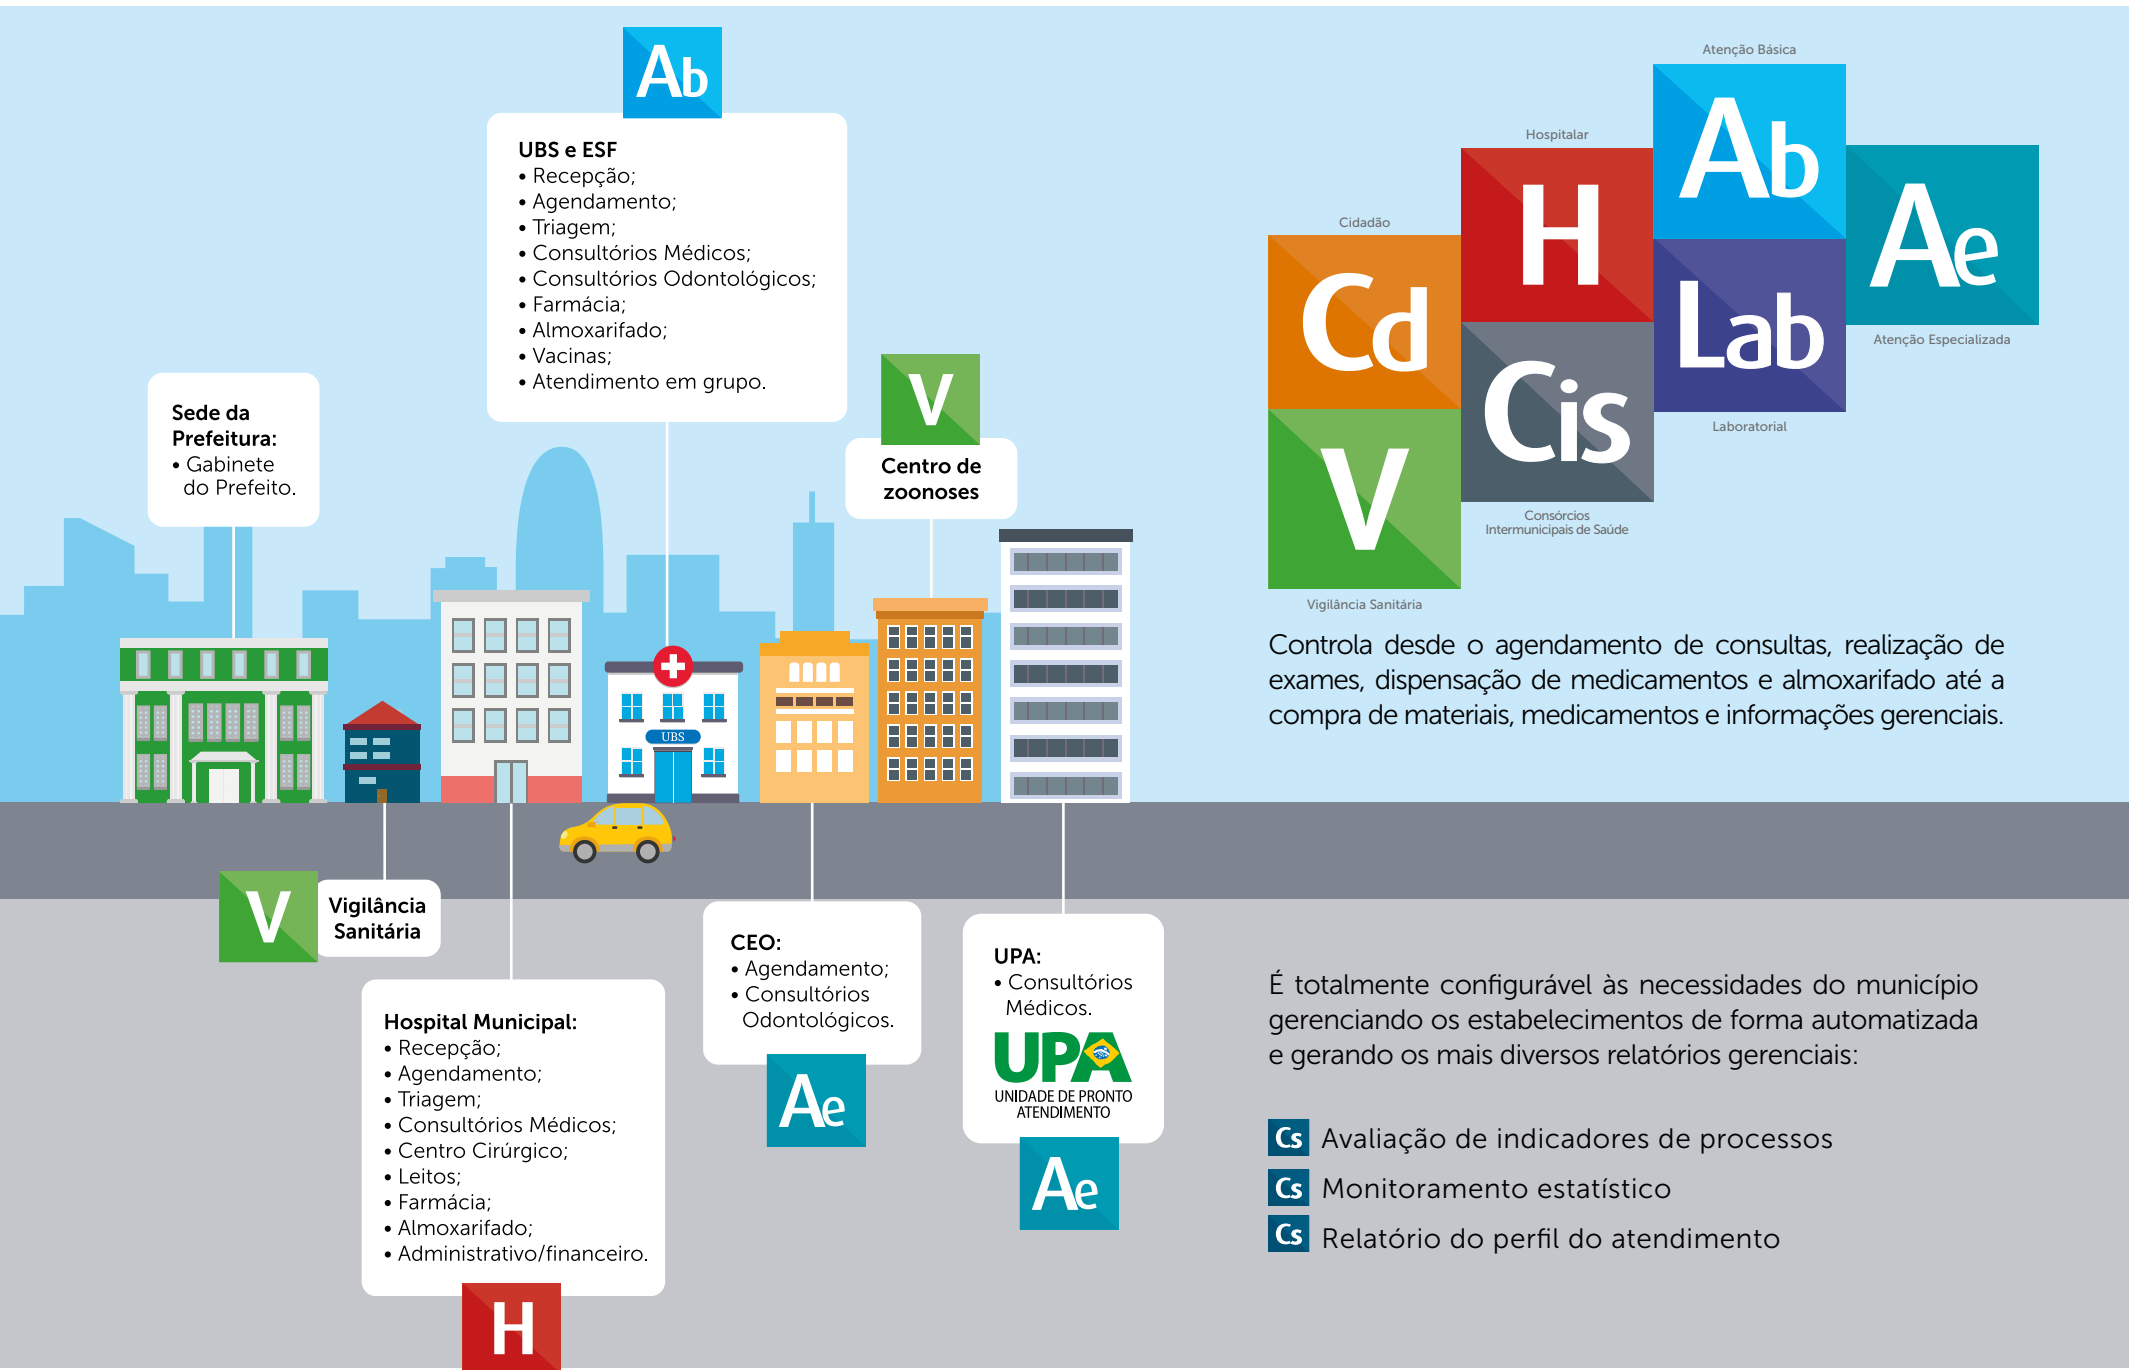 Ab
UBS e ESF
• Recepção;
• Agendamento;
• Triagem;
• Consultórios Médicos;
• Consultórios Odontológicos;
• Farmácia;
• Almoxarifado;
• Vacinas;
• Atendimento em grupo.
Sede da
Prefeitura:
• Gabinete
do Prefeito.
V
Centro de
zoonoses
UBS
V
Vigilância
Sanitária
Hospital Municipal:
• Recepção;
• Agendamento;
• Triagem;
• Consultórios Médicos;
• Centro Cirúrgico;
• Leitos;
• Farmácia;
• Almoxarifado;
• Administrativo/financeiro.
H
CEO:
• Agendamento;
• Consultórios
Odontológicos.
Ae
UPA:
• Consultórios
Médicos.
UPA
UNIDADE DE PRONTO
ATENDIMENTO
Ae
Atenção Básica
Ab
Hospitalar
H
Ae
Atenção Especializada
Cidadão
Cd
Lab
Laboratorial
Cis
Consórcios
Intermunicipais de Saúde
V
Vigilância Sanitária
Controla desde o agendamento de consultas, realização de
exames, dispensação de medicamentos e almoxarifado até a
compra de materiais, medicamentos e informações gerenciais.
É totalmente configurável às necessidades do município
gerenciando os estabelecimentos de forma automatizada
e gerando os mais diversos relatórios gerenciais:
Cs Avaliação de indicadores de processos
Cs Monitoramento estatístico
Cs Relatório do perfil do atendimento